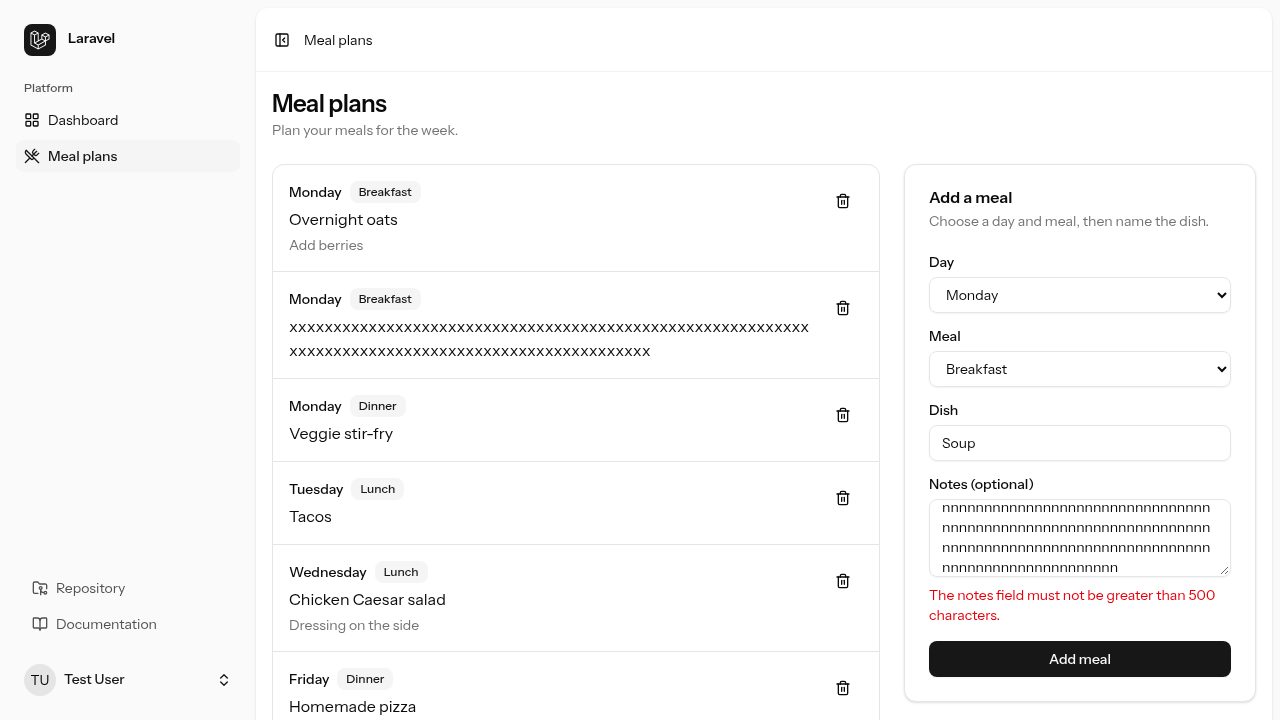 Laravel
Platform
Dashboard
Meal plans
Repository
Documentation
TU
Test User
Meal plans
Meal plans
Plan your meals for the week.
Monday
Breakfast
Overnight oats
Add berries
Monday
Breakfast
xxxxxxxxxxxxxxxxxxxxxxxxxxxxxxxxxxxxxxxxxxxxxxxxxxxxxxxxxxx
xxxxxxxxxxxxxxxxxxxxxxxxxxxxxxxxxxxxxxxxx
Monday
Dinner
Veggie stir-fry
Tuesday
Lunch
Tacos
Wednesday
Lunch
Chicken Caesar salad
Dressing on the side
Friday
Dinner
Homemade pizza
Add a meal
Choose a day and meal, then name the dish.
Day
Monday
Meal
Breakfast
Dish
Soup
Notes (optional)
nnnnnnnnnnnnnnnnnnnnnnnnnnnnnnnn
nnnnnnnnnnnnnnnnnnnnnnnnnnnnnnnn
nnnnnnnnnnnnnnnnnnnnnnnnnnnnnnnn
nnnnnnnnnnnnnnnnnnnnn
The notes field must not be greater than 500
characters.
Add meal